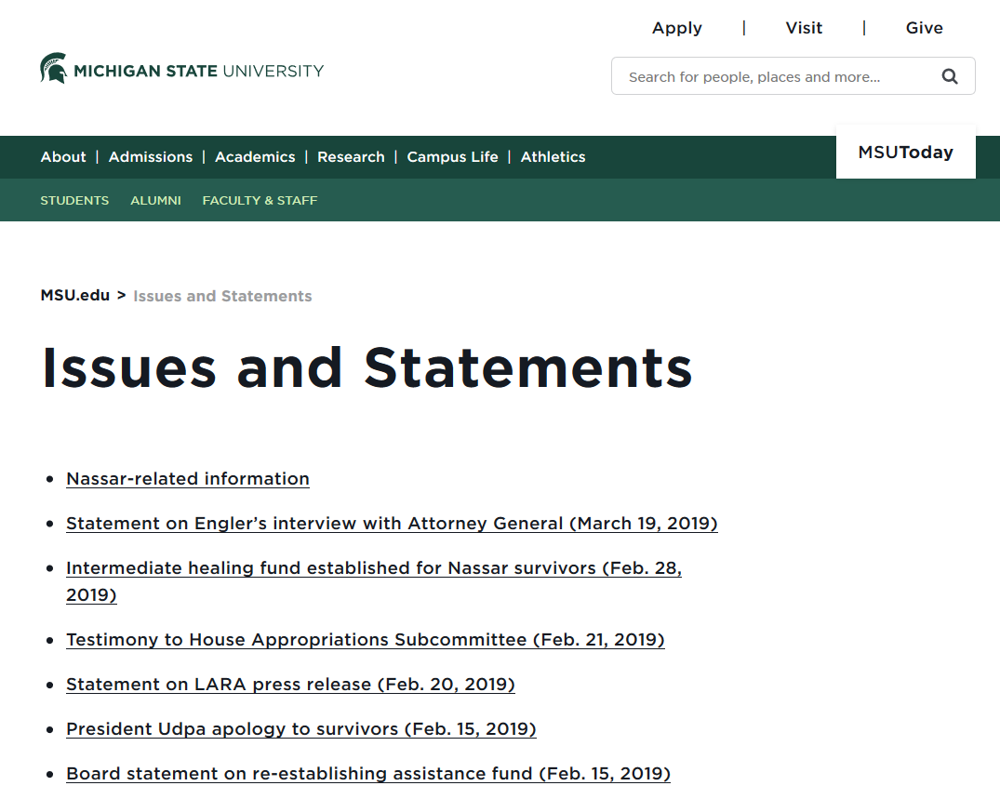 Apply | Visit | Give
MICHIGAN STATE UNIVERSITY
Search for people, places and more...
About | Admissions | Academics | Research | Campus Life | Athletics
MSUToday
STUDENTS ALUMNI FACULTY & STAFF
MSU.edu > Issues and Statements
Issues and Statements
• Nassar-related information
• Statement on Engler’s interview with Attorney General (March 19, 2019)
• Intermediate healing fund established for Nassar survivors (Feb. 28,
2019)
• Testimony to House Appropriations Subcommittee (Feb. 21, 2019)
• Statement on LARA press release (Feb. 20, 2019)
• President Udpa apology to survivors (Feb. 15, 2019)
• Board statement on re-establishing assistance fund (Feb. 15, 2019)